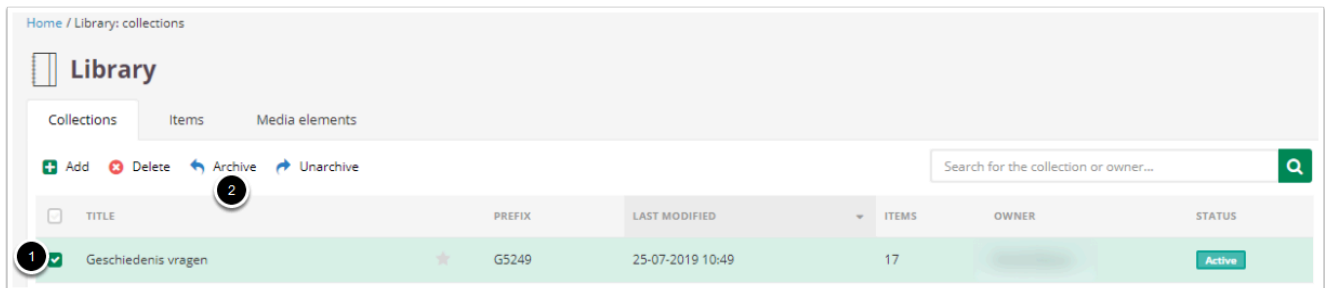 Home / Library: collections
Library
Collections Items Media elements
Add Delete Archive Unarchive Search for the collection or owner...
2
TITLE PREFIX LAST MODIFIED ITEMS OWNER STATUS
1 Geschiedenis vragen G5249 25-07-2019 10:49 17 Active